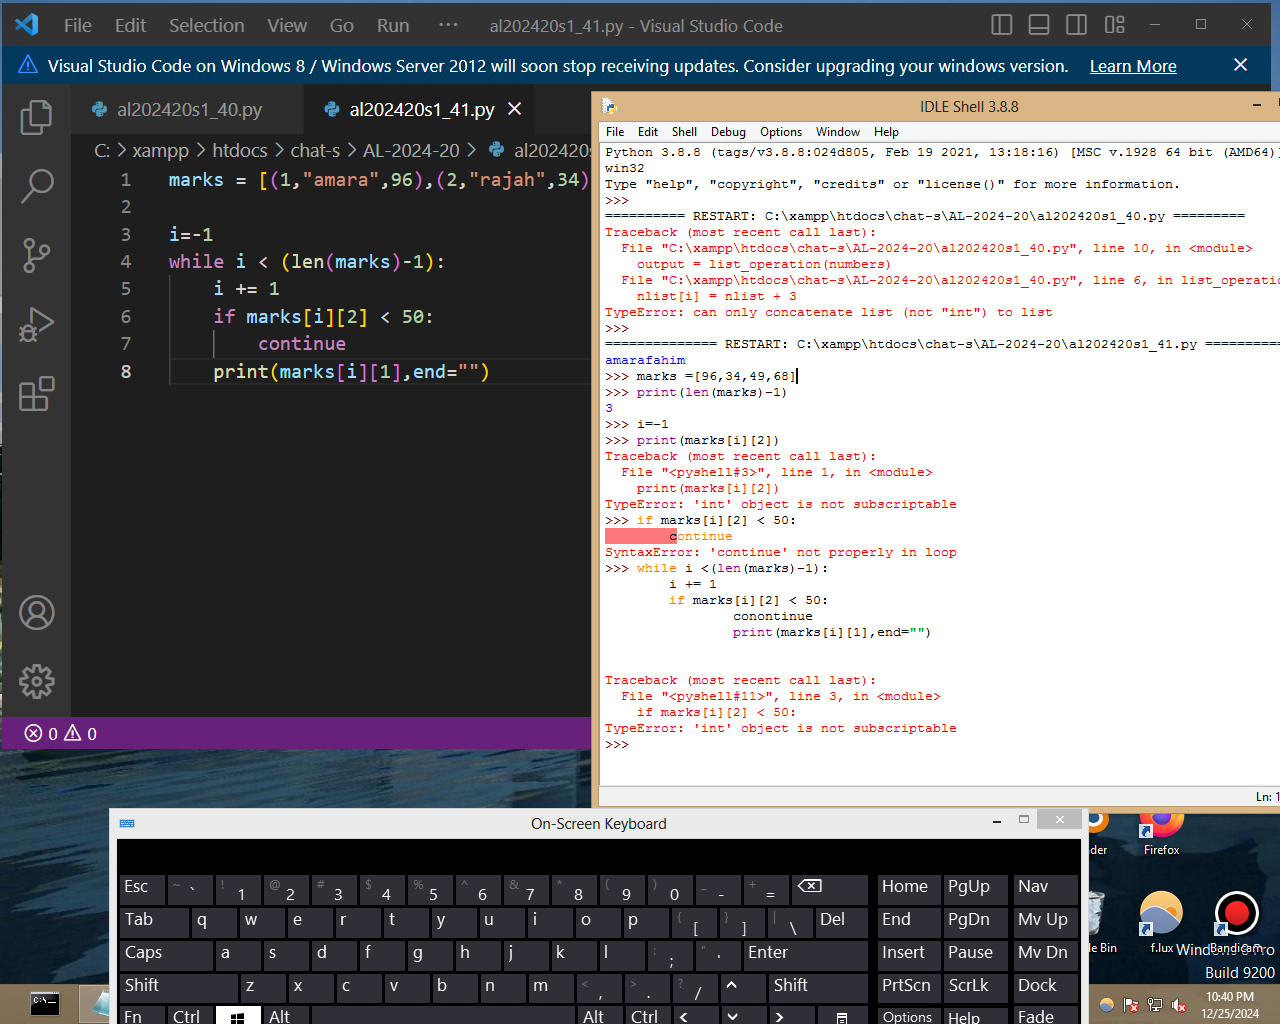 File Edit Selection View Go Run ··· al202420s1_41.py - Visual Studio Code
Visual Studio Code on Windows 8 / Windows Server 2012 will soon stop receiving updates. Consider upgrading your windows version. Learn More
al202420s1_40.py al202420s1_41.py
C: > xampp > htdocs > chat-s > AL-2024-20 > al202420s
1 marks = [(1,"amara",96),(2,"rajah",34)
2
3 i=-1
4 while i < (len(marks)-1):
5 i += 1
6 if marks[i][2] < 50:
7 continue
8 print(marks[i][1],end="")
0 0
IDLE Shell 3.8.8
File Edit Shell Debug Options Window Help
Python 3.8.8 (tags/v3.8.8:024d805, Feb 19 2021, 13:18:16) [MSC v.1928 64 bit (AMD64)]
win32
Type "help", "copyright", "credits" or "license()" for more information.
>>>
========== RESTART: C:\xampp\htdocs\chat-s\AL-2024-20\al202420s1_40.py =========
Traceback (most recent call last):
File "C:\xampp\htdocs\chat-s\AL-2024-20\al202420s1_40.py", line 10, in <module>
output = list_operation(numbers)
File "C:\xampp\htdocs\chat-s\AL-2024-20\al202420s1_40.py", line 6, in list_operatio
nlist[i] = nlist + 3
TypeError: can only concatenate list (not "int") to list
>>>
============== RESTART: C:\xampp\htdocs\chat-s\AL-2024-20\al202420s1_41.py ==========
amarafahim
>>> marks =[96,34,49,68]
>>> print(len(marks)-1)
3
>>> i=-1
>>> print(marks[i][2])
Traceback (most recent call last):
File "<pyshell#3>", line 1, in <module>
print(marks[i][2])
TypeError: 'int' object is not subscriptable
>>> if marks[i][2] < 50:
continue
SyntaxError: 'continue' not properly in loop
>>> while i <(len(marks)-1):
i += 1
if marks[i][2] < 50:
conontinue
print(marks[i][1],end="")
Traceback (most recent call last):
File "<pyshell#11>", line 3, in <module>
if marks[i][2] < 50:
TypeError: 'int' object is not subscriptable
>>>
Ln: 1
On-Screen Keyboard
Esc ~ ` ! 1 @ 2 # 3 $ 4 % 5 ^ 6 & 7 * 8 ( 9 ) 0 _ - + = Home PgUp Nav
Tab q w e r t y u i o p { [ } ] | \ Del End PgDn Mv Up
Caps a s d f g h j k l : ; " ' Enter Insert Pause Mv Dn
Shift z x c v b n m < , > . ? / ^ Shift PrtScn ScrLk Dock
Fn Ctrl Alt Alt Ctrl < > Options Help Fade
der Firefox
le Bin f.lux Bandicam
Build 9200
C:\_
10:40 PM
12/25/2024